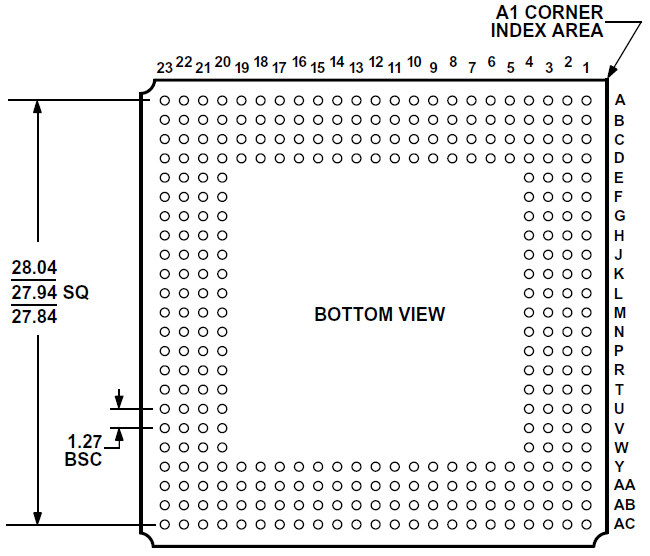 A1 CORNER
INDEX AREA
23 22 21 20 19 18 17 16 15 14 13 12 11 10 9 8 7 6 5 4 3 2 1
A
B
C
D
E
F
G
H
J
K
28.04
27.94 SQ
27.84
L
BOTTOM VIEW
M
N
P
R
T
U
V
1.27
BSC
W
Y
AA
AB
AC